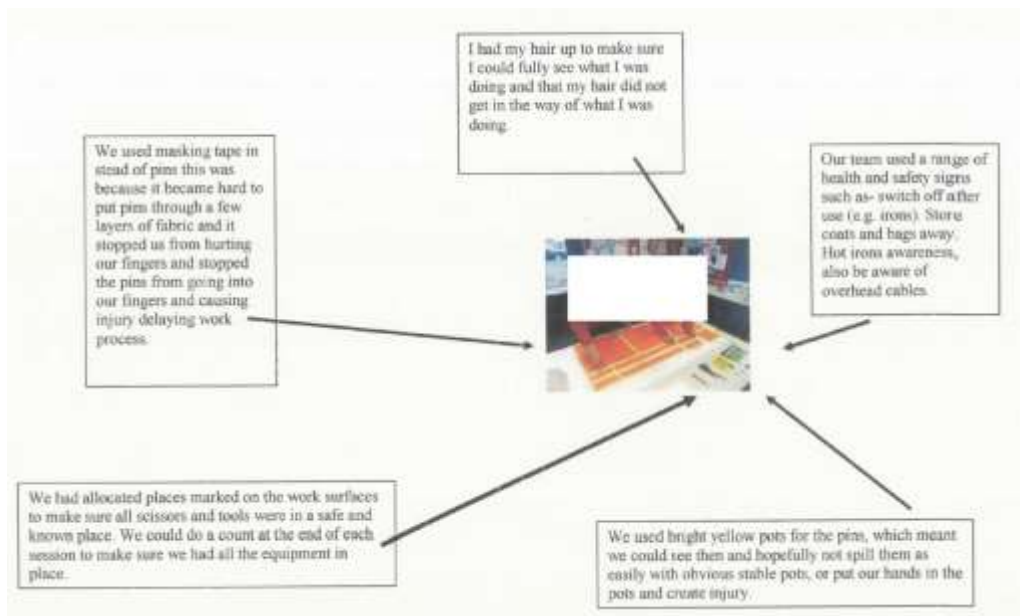 I had my hair up to make sure
I could fully see what I was
doing and that my hair did not
get in the way of what I was
doing.
We used masking tape in
stead of pins this was
because it became hard to
put pins through a few
layers of fabric and it
stopped us from hurting
our fingers and stopped
the pins from going into
our fingers and causing
injury delaying work
process.
Our team used a range of
health and safety signs
such as- switch off after
use (e.g. irons). Store
coats and bags away,
Hot irons awareness,
also be aware of
overhead cables.
We had allocated places marked on the work surfaces
to make sure all scissors and tools were in a safe and
known place. We could do a count at the end of each
session to make sure we had all the equipment in
place.
We used bright yellow pots for the pins, which meant
we could see then and hopefully not spill them as
easily with obvious stable pots, or put our hands in the
pots and create injury.